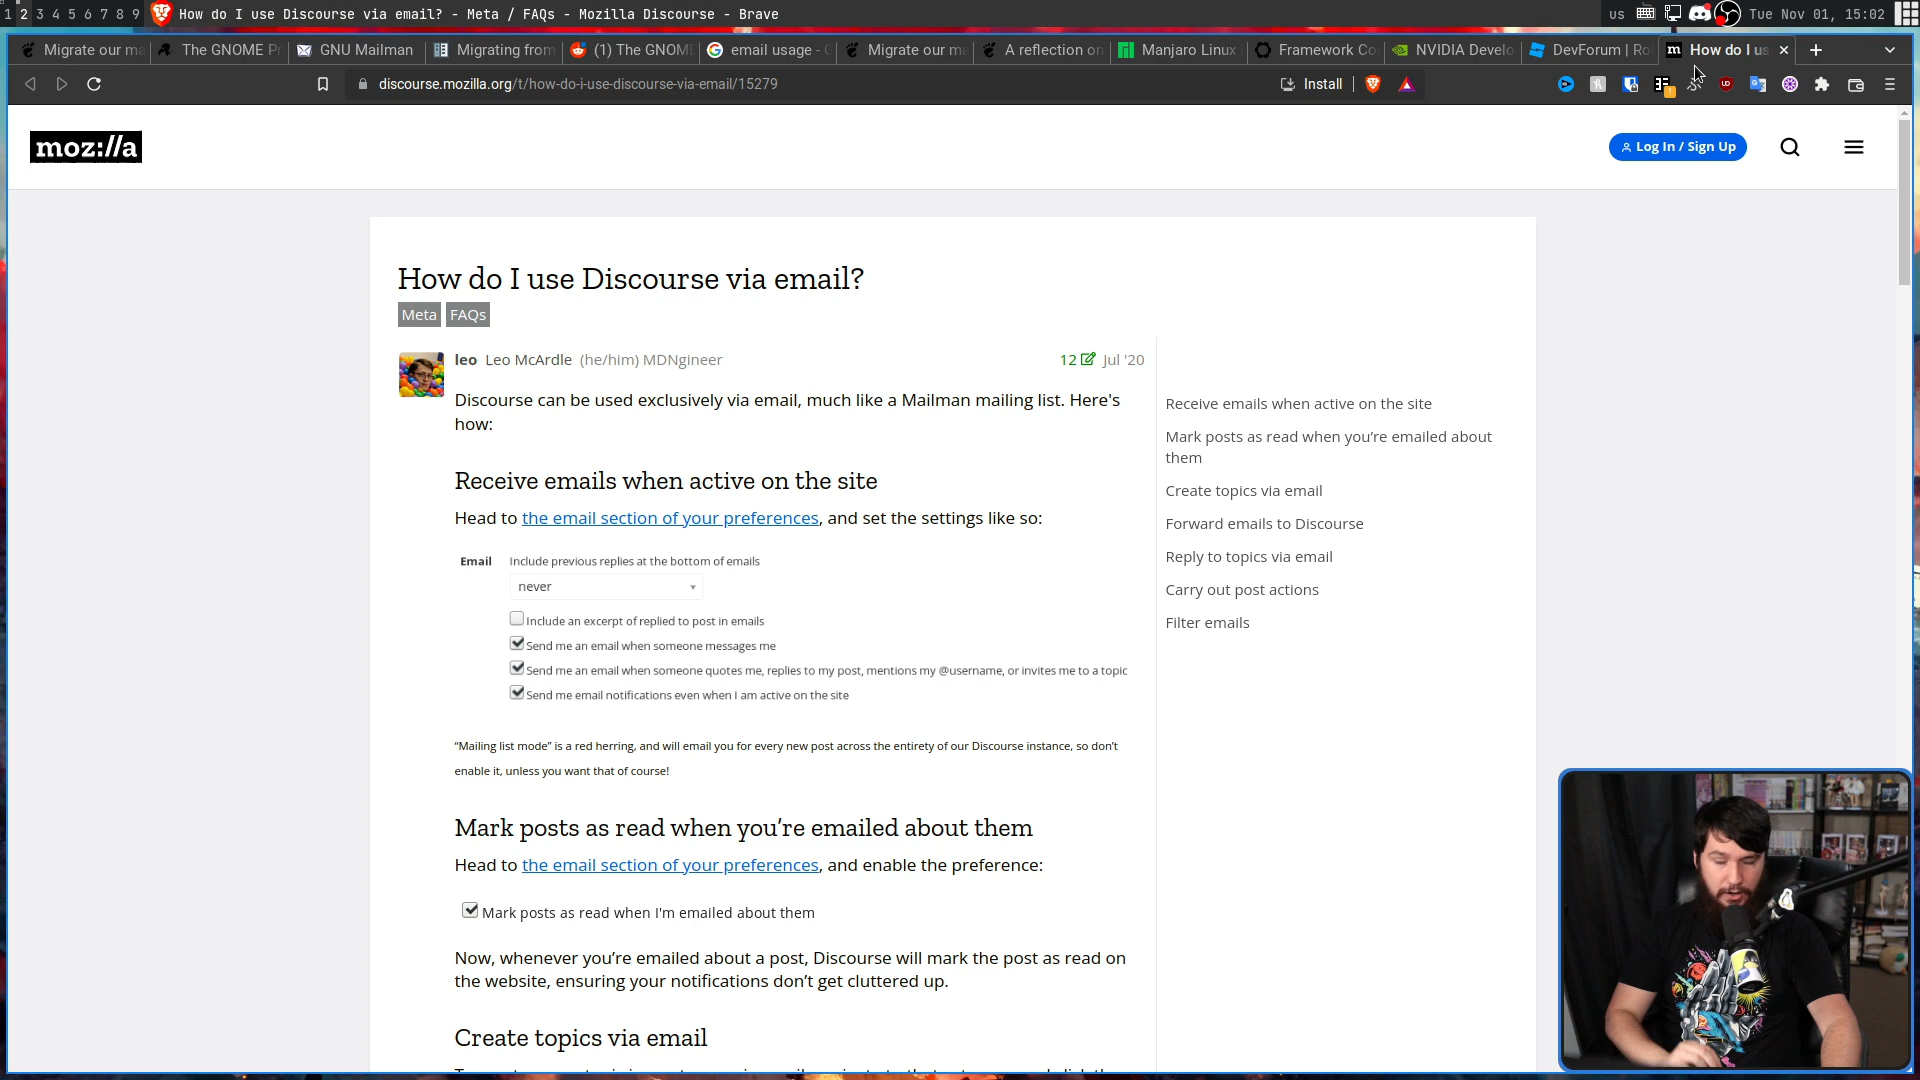 1 2 3 4 5 6 7 8 9 How do I use Discourse via email? - Meta / FAQs - Mozilla Discourse - Brave us Tue Nov 01, 15:02
Migrate our ma The GNOME Pr GNU Mailman Migrating from (1) The GNOME email usage - G Migrate our ma A reflection on Manjaro Linux Framework Co NVIDIA Develo DevForum | Ro How do I us
discourse.mozilla.org/t/how-do-i-use-discourse-via-email/15279 Install
moz://a Log In / Sign Up
How do I use Discourse via email?
Meta FAQs
leo Leo McArdle (he/him) MDNgineer 12 Jul '20
Discourse can be used exclusively via email, much like a Mailman mailing list. Here's
how:
Receive emails when active on the site
Head to the email section of your preferences, and set the settings like so:
Email Include previous replies at the bottom of emails
never
Include an excerpt of replied to post in emails
Send me an email when someone messages me
Send me an email when someone quotes me, replies to my post, mentions my @username, or invites me to a topic
Send me email notifications even when I am active on the site
“Mailing list mode” is a red herring, and will email you for every new post across the entirety of our Discourse instance, so don’t
enable it, unless you want that of course!
Mark posts as read when you’re emailed about them
Head to the email section of your preferences, and enable the preference:
Mark posts as read when I'm emailed about them
Now, whenever you’re emailed about a post, Discourse will mark the post as read on
the website, ensuring your notifications don’t get cluttered up.
Create topics via email
Receive emails when active on the site
Mark posts as read when you’re emailed about
them
Create topics via email
Forward emails to Discourse
Reply to topics via email
Carry out post actions
Filter emails